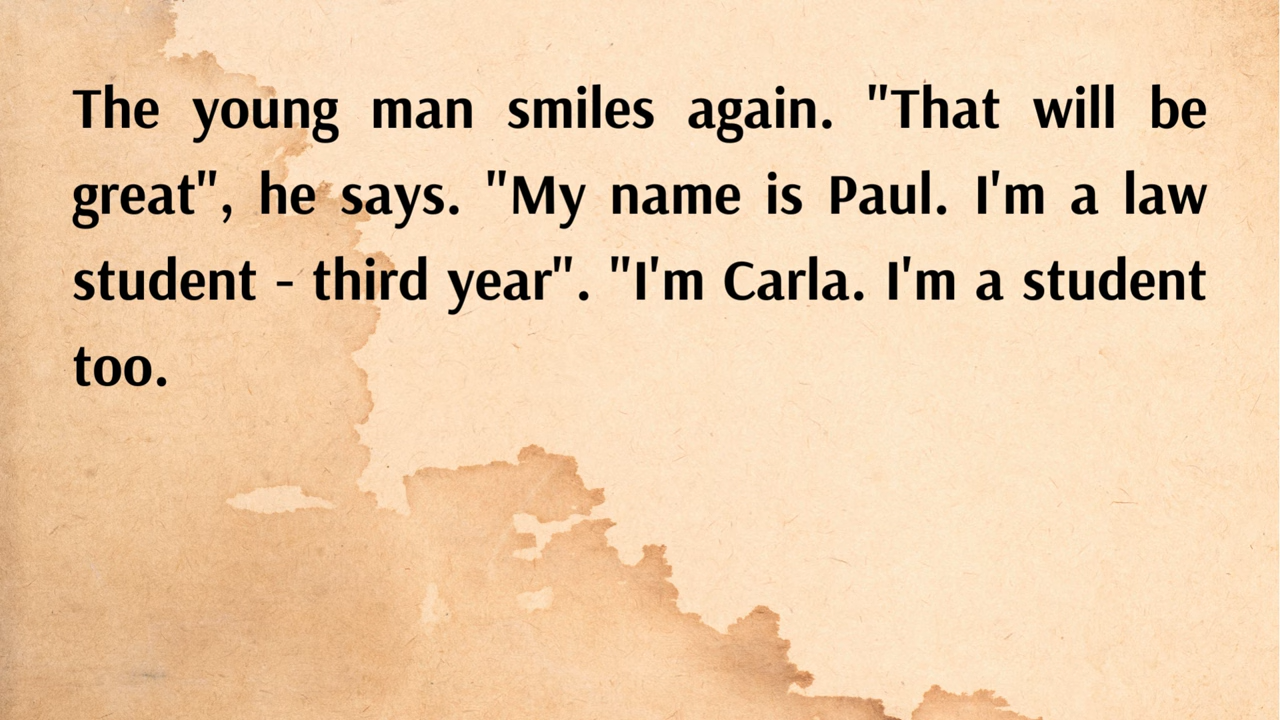 The young man smiles again. "That will be
great", he says. "My name is Paul. I'm a law
student - third year". "I'm Carla. I'm a student
too.